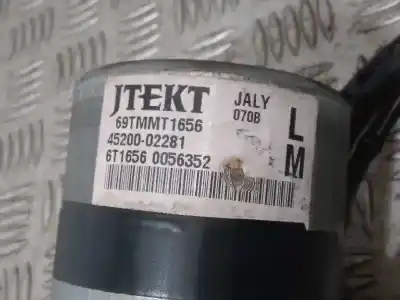 JTEKT JALY
69TMMT1656 070B
45200-02281 L
6T1656 0056352 M